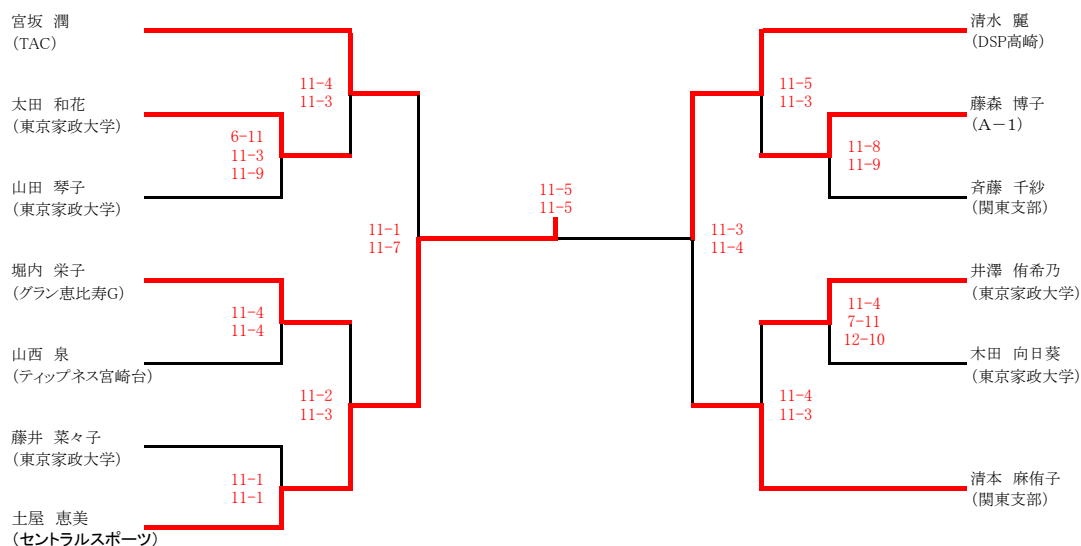 宮坂 潤
(TAC)
太田 和花
(東京家政大学)
山田 琴子
(東京家政大学)
堀内 栄子
(グラン恵比寿G)
山西 泉
(ティップネス宮崎台)
藤井 菜々子
(東京家政大学)
土屋 恵美
(セントラルスポーツ)
11-4
11-3
6-11
11-3
11-9
11-4
11-4
11-2
11-3
11-1
11-1
11-1
11-7
11-5
11-5
11-3
11-4
11-5
11-3
11-8
11-9
11-4
7-11
12-10
11-4
11-3
清水 麗
(DSP高崎)
藤森 博子
(A-1)
斉藤 千紗
(関東支部)
井澤 侑希乃
(東京家政大学)
木田 向日葵
(東京家政大学)
清本 麻侑子
(関東支部)